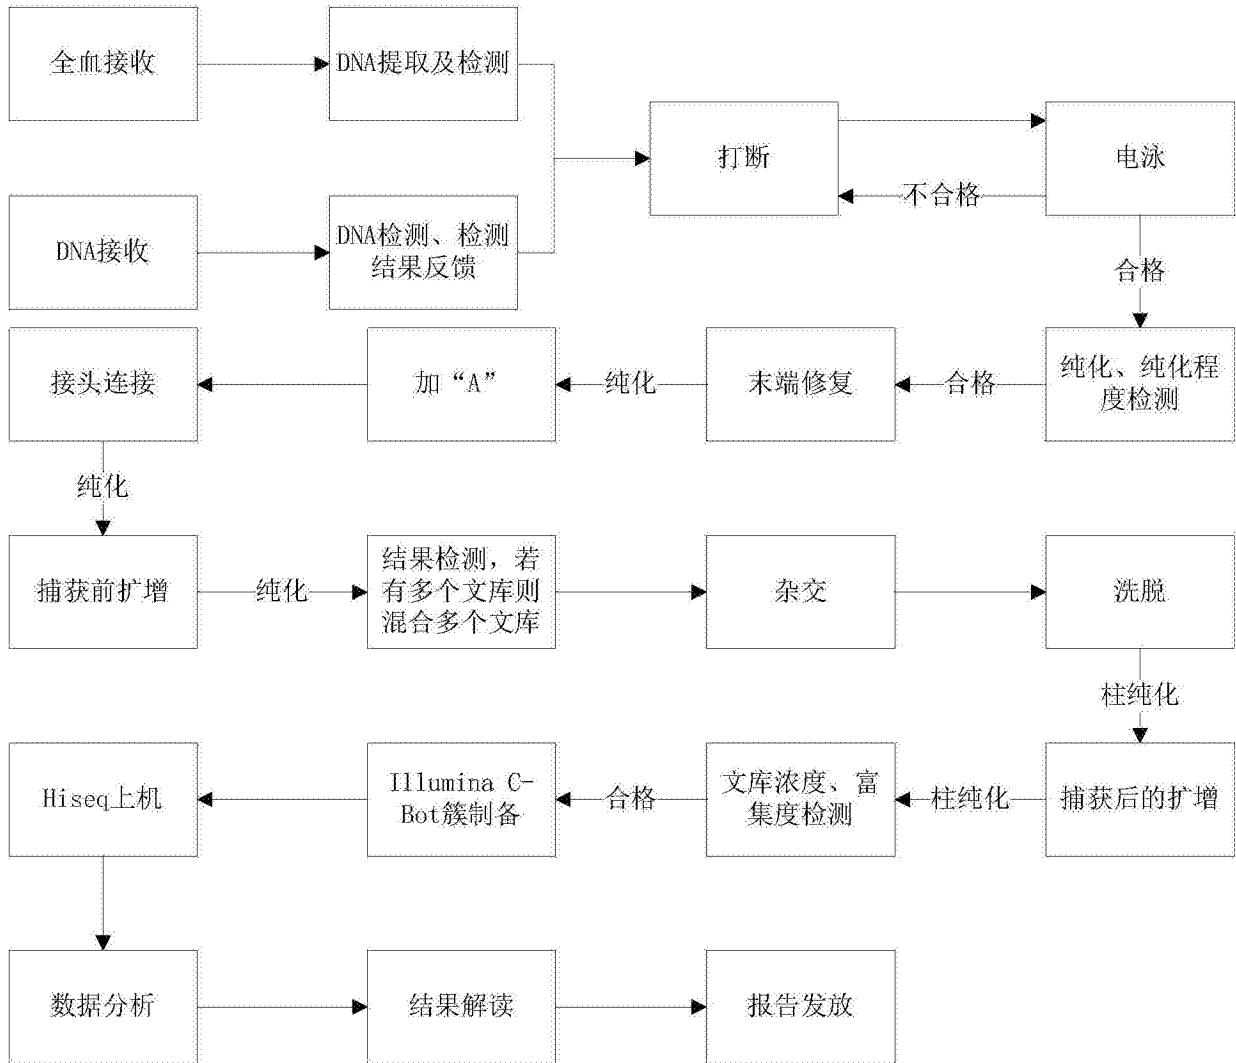 全血接收
DNA提取及检测
打断
电泳
不合格
DNA接收
DNA检测、检测
结果反馈
合格
接头连接
加“A”
纯化
末端修复
合格
纯化、纯化程
度检测
纯化
捕获前扩增
纯化
结果检测，若
有多个文库则
混合多个文库
杂交
洗脱
柱纯化
Hiseq上机
Illumina C-
Bot簇制备
合格
文库浓度、富
集度检测
柱纯化
捕获后的扩增
数据分析
结果解读
报告发放